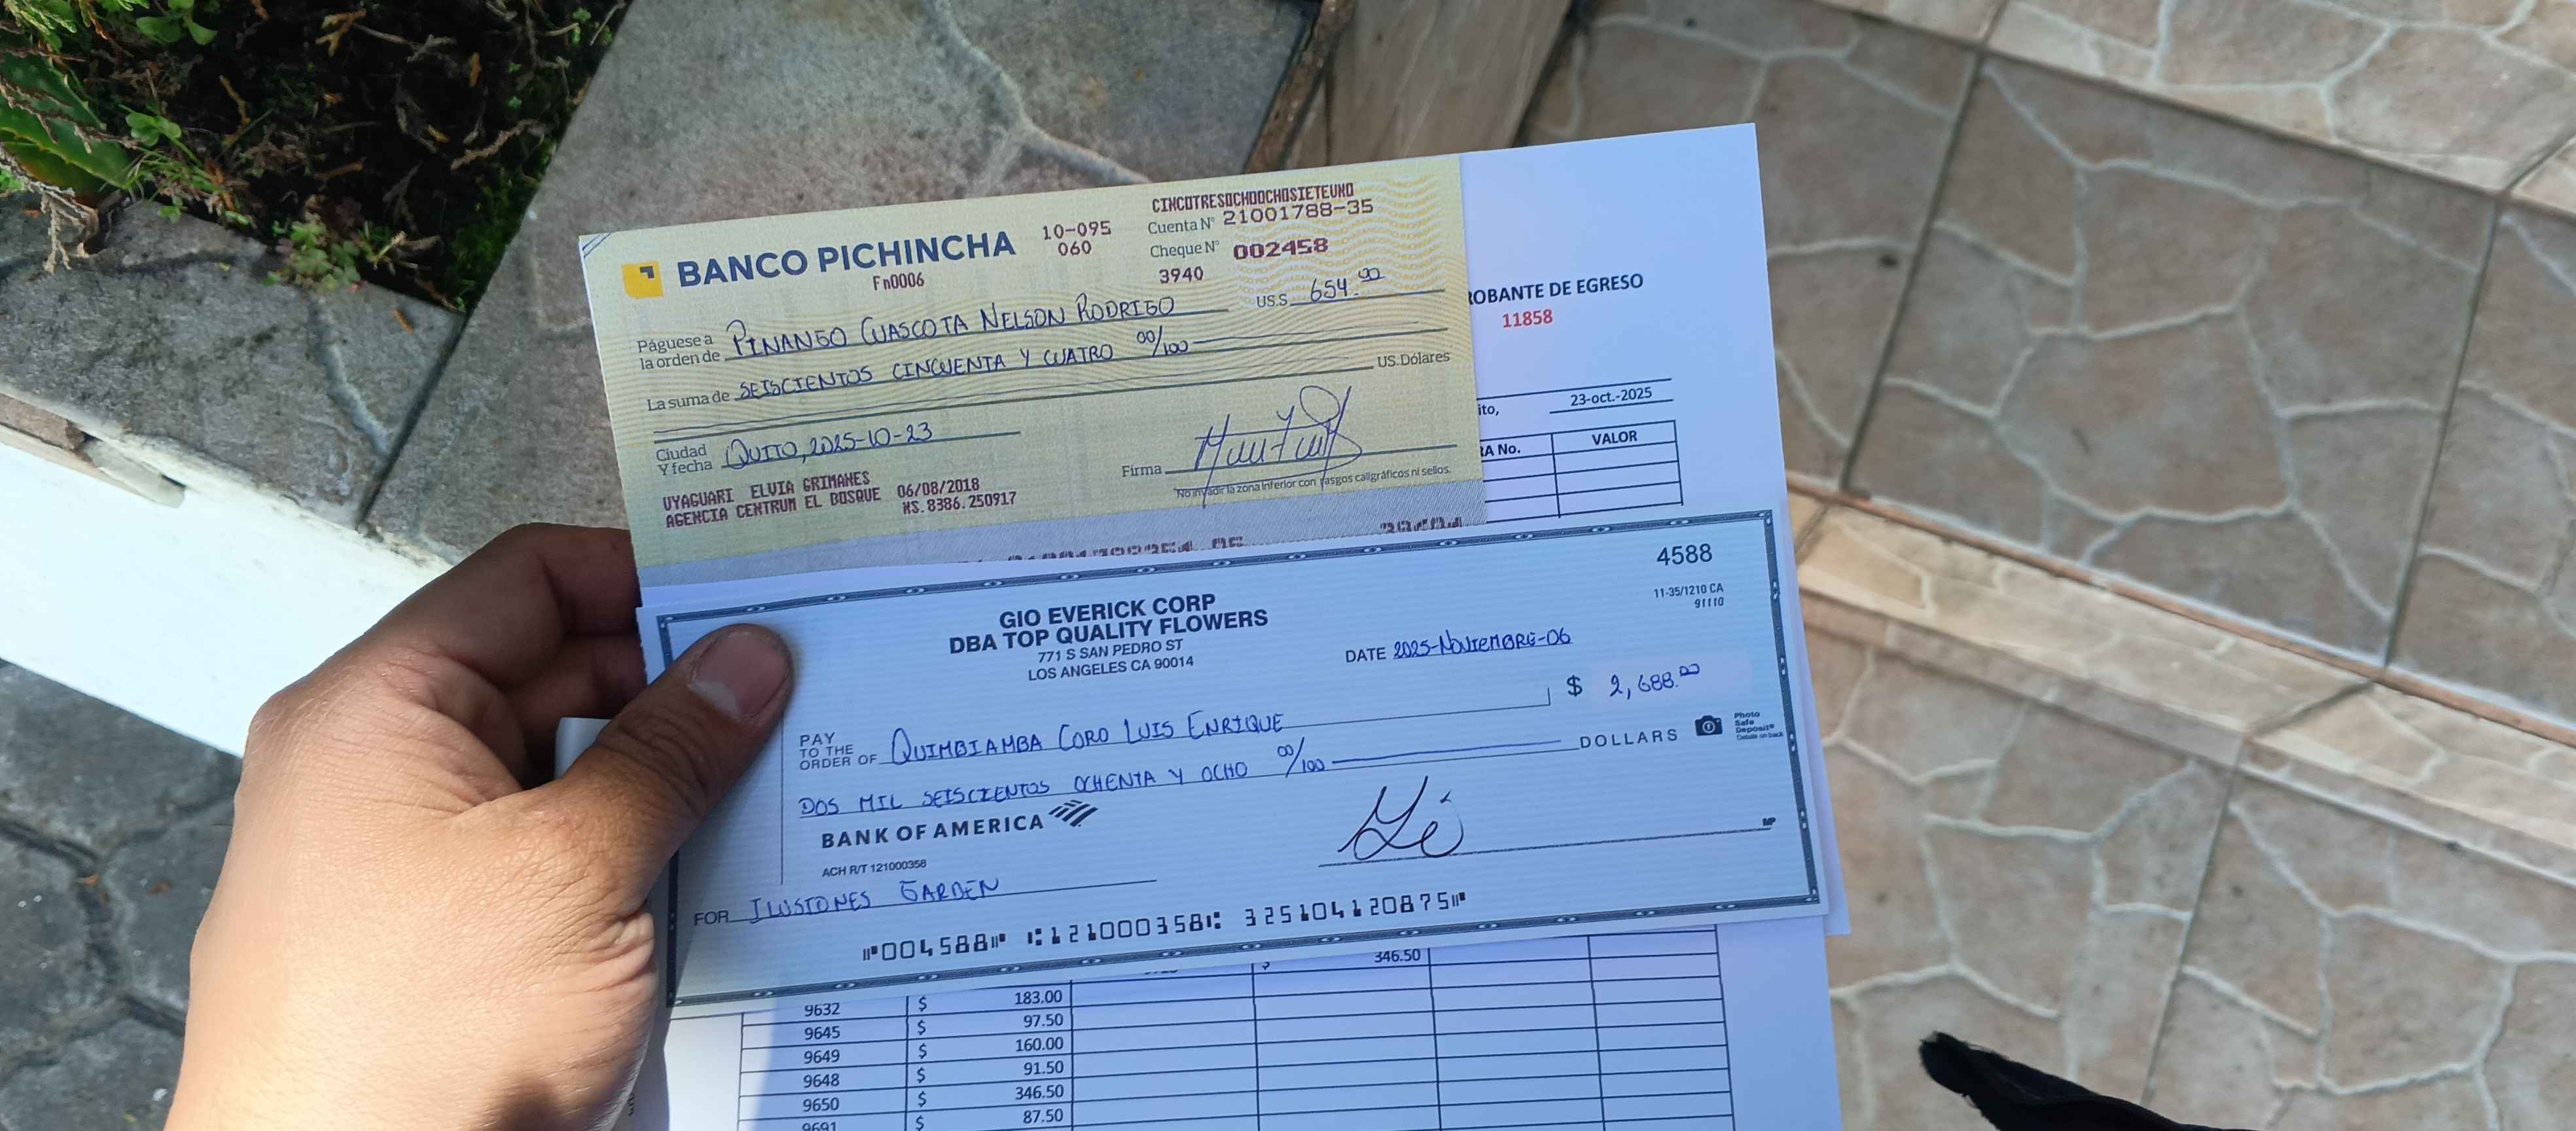 CINCOTRESOCHOOCHOSIETEUNO
BANCO PICHINCHA
10-095
060
Cuenta N° 21001788-35
Cheque N° 002458
Fn0006
3940
Páguese a
la orden de PINANGO CUASCOTA NELSON RODRIGO
US.$ 654.00
La suma de SEISCIENTOS CINCUENTA Y CUATRO 00/100
US.Dólares
Ciudad
Y fecha QUITO, 2025-10-23
Firma
*No invadir la zona inferior con rasgos caligráficos ni sellos.
UYAGUARI ELVIA GRIMANES 06/08/2018
AGENCIA CENTRUM EL BOSQUE HS.8386.250917
OBANTE DE EGRESO
11858
ito, 23-oct.-2025
A No. VALOR
4588
GIO EVERICK CORP
DBA TOP QUALITY FLOWERS
771 S SAN PEDRO ST
LOS ANGELES CA 90014
11-35/1210 CA
91110
DATE 2025-NOVIEMBRE-06
PAY
TO THE
ORDER OF QUIMBIAMBA CORO LUIS ENRIQUE
$ 2,688.00
DOS MIL SEISCIENTOS OCHENTA Y OCHO 00/100 DOLLARS
Photo
Safe
Deposit®
Details on back
BANK OF AMERICA
ACH R/T 121000358
MP
FOR ILUSIONES GARDEN
⑈004588⑈ ⑆121000358⑆ 325104120875⑈
346.50
9632 $ 183.00
9645 $ 97.50
9649 $ 160.00
9648 $ 91.50
9650 $ 346.50
9691 $ 87.50